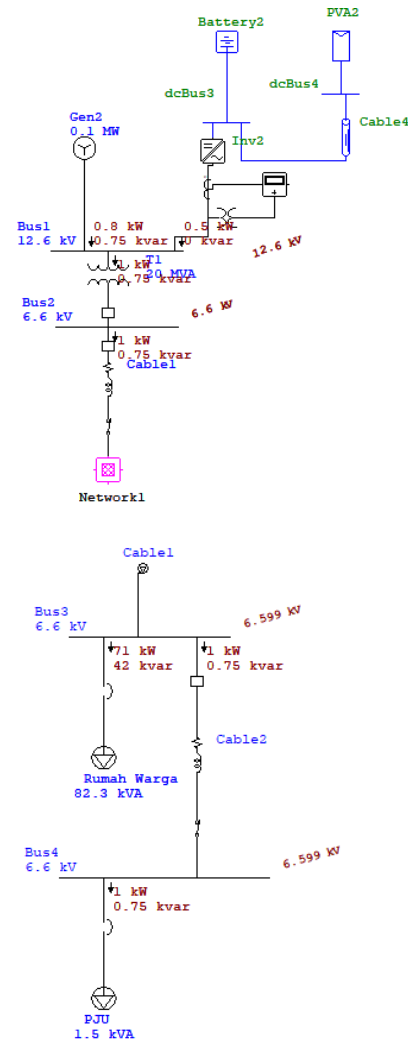 Battery2
PVA2
dcBus3
dcBus4
Cable4
Inv2
Gen2
0.1 MW
Bus1
12.6 kV
0.8 kW
0.75 kvar
0.5 kW
0 kvar
12.6 kV
T1
20 MVA
1 kW
0.75 kvar
Bus2
6.6 kV
6.6 kV
1 kW
0.75 kvar
Cable1
Network1
Cable1
Bus3
6.6 kV
6.599 kV
71 kW
42 kvar
1 kW
0.75 kvar
Cable2
Rumah Warga
82.3 kVA
Bus4
6.6 kV
6.599 kV
1 kW
0.75 kvar
PJU
1.5 kVA